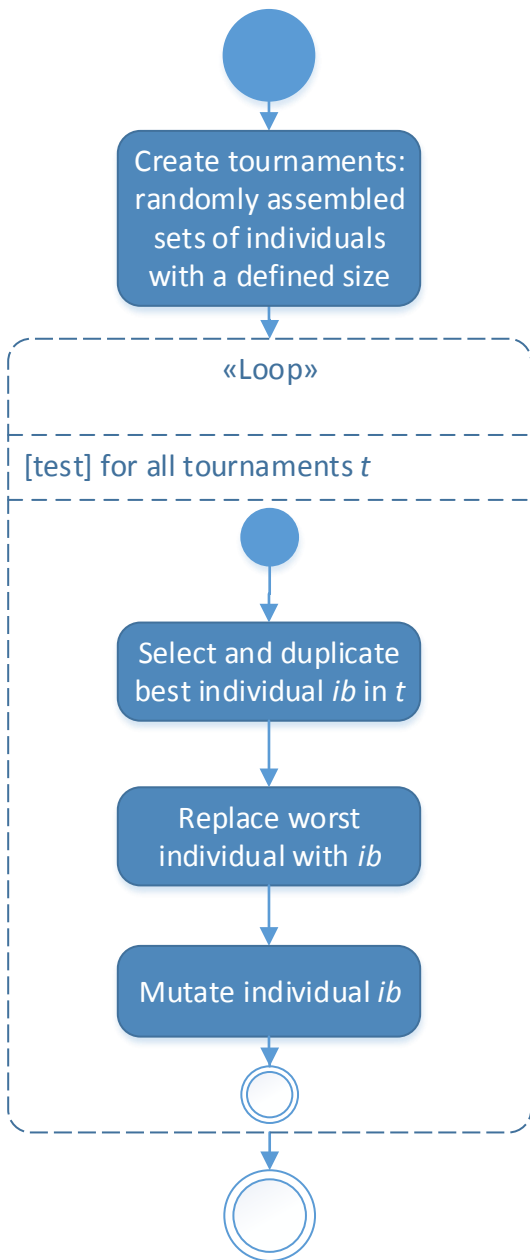 Create tournaments:
randomly assembled
sets of individuals
with a defined size
«Loop»
[test] for all tournaments t
Select and duplicate
best individual ib in t
Replace worst
individual with ib
Mutate individual ib